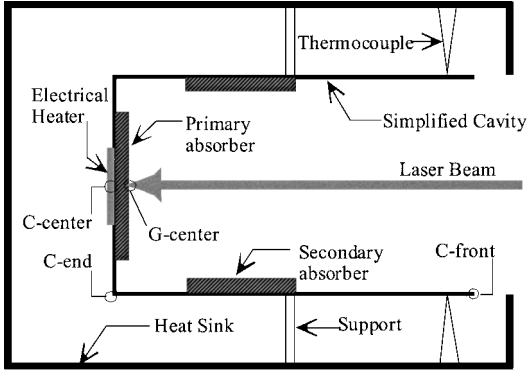 Thermocouple
Electrical
Heater
Primary
absorber
Simplified Cavity
Laser Beam
C-center
G-center
C-end
Secondary
absorber
C-front
Heat Sink
Support